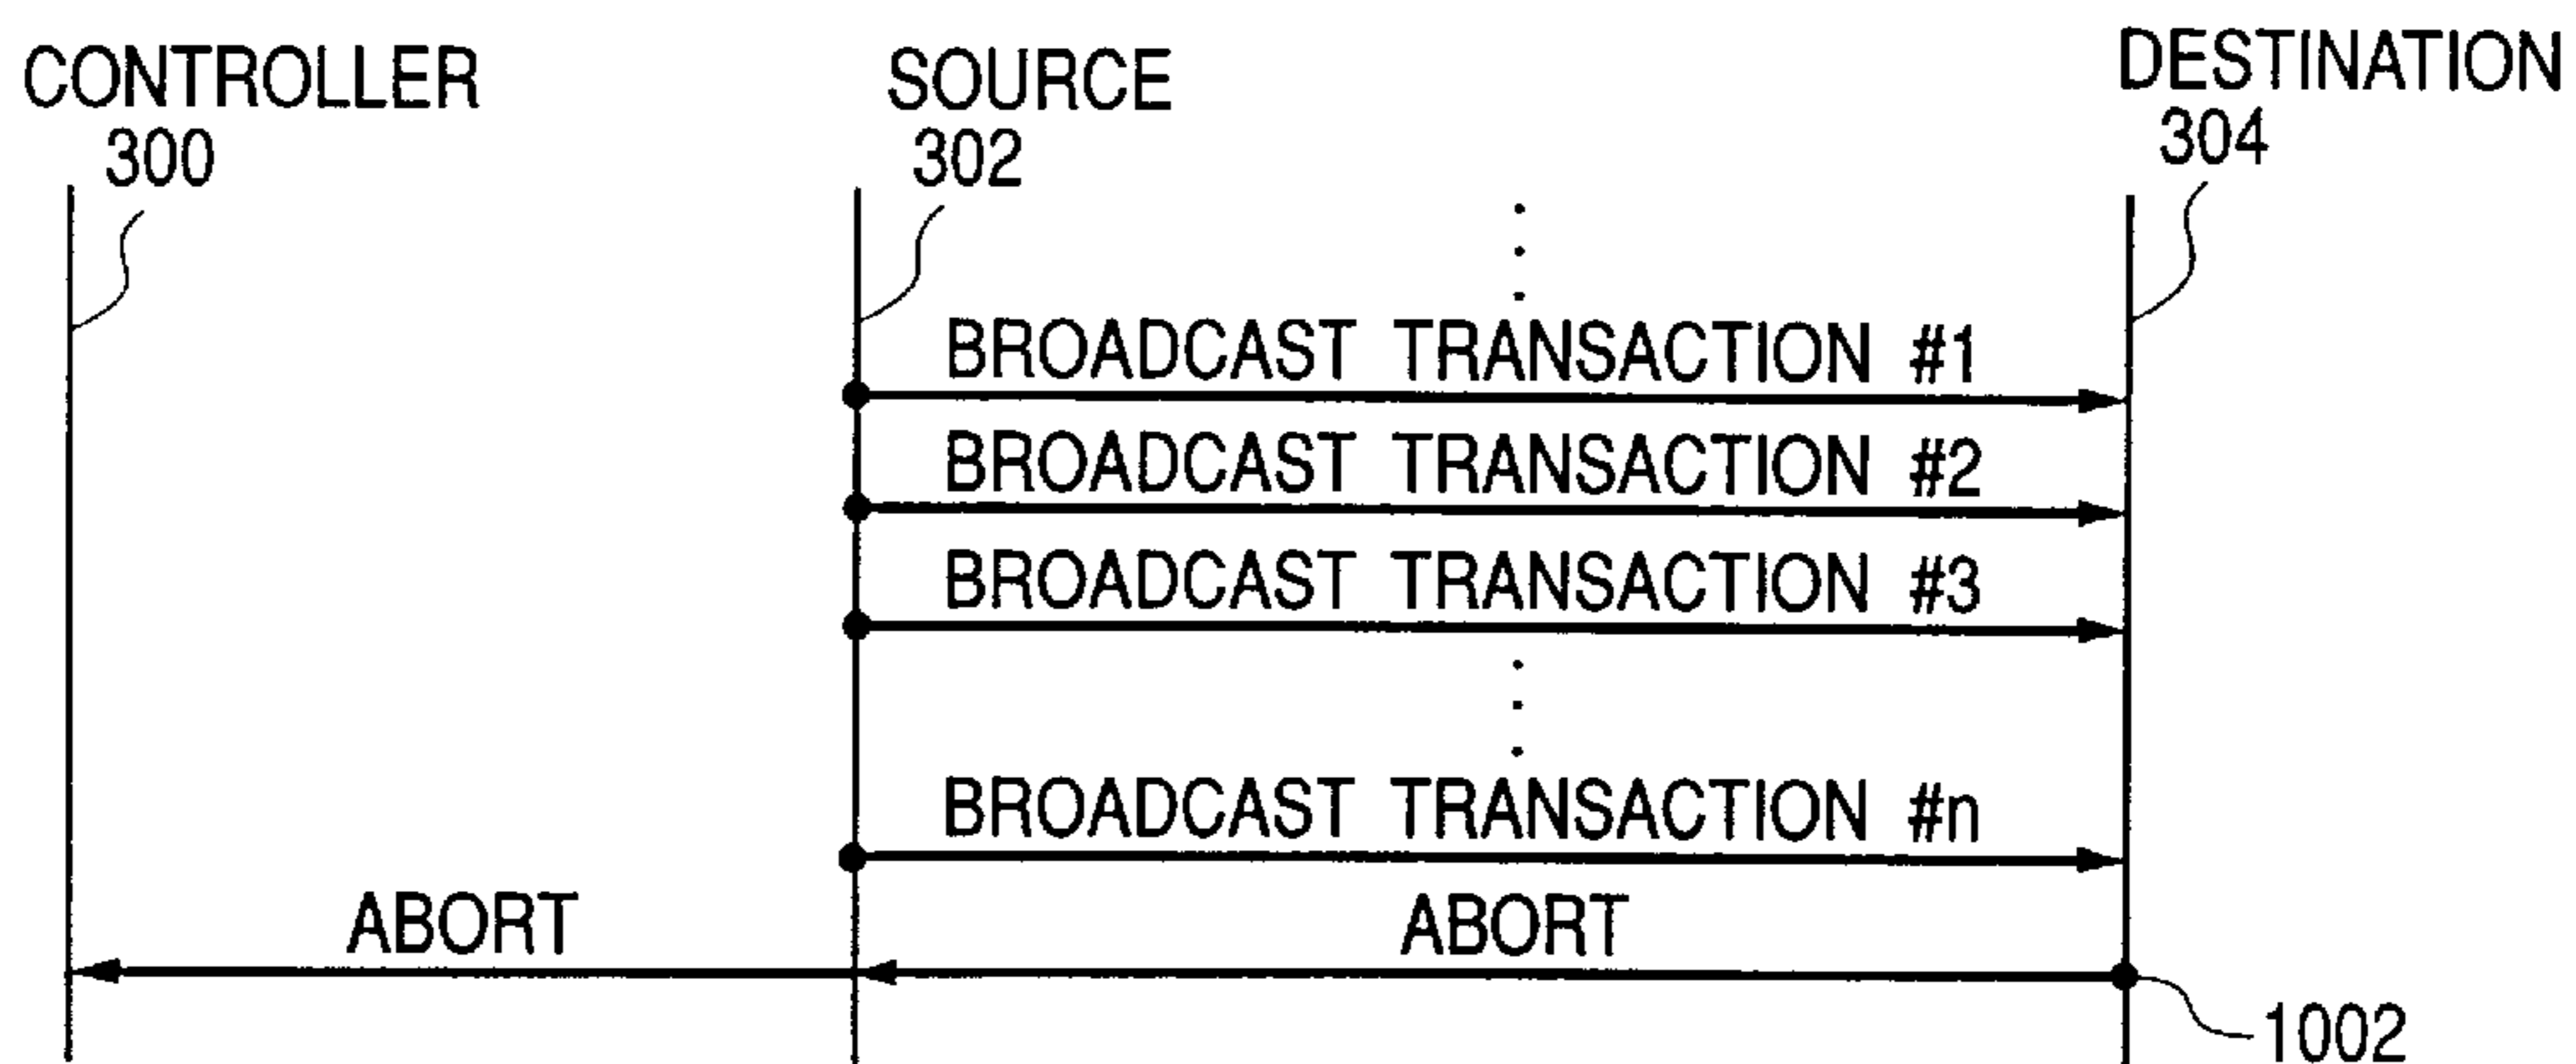 CONTROLLER
300
SOURCE
302
DESTINATION
304
BROADCAST TRANSACTION #1
BROADCAST TRANSACTION #2
BROADCAST TRANSACTION #3
BROADCAST TRANSACTION #n
ABORT
ABORT
1002